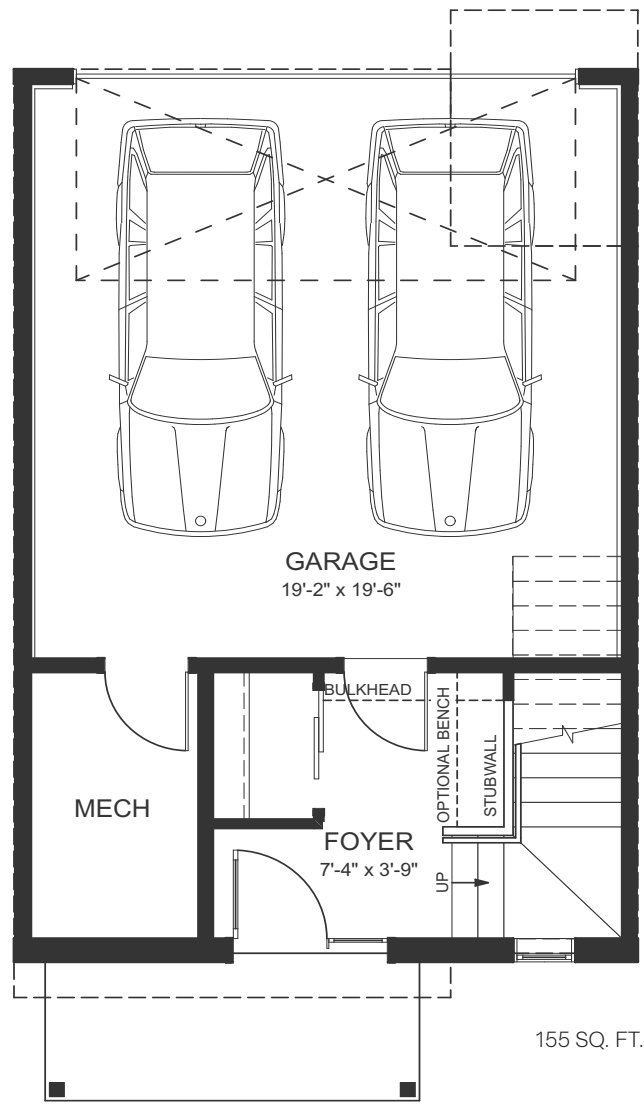 GARAGE
19'-2" x 19'-6"
BULKHEAD
OPTIONAL BENCH
STUBWALL
MECH
FOYER
7'-4" x 3'-9"
UP
155 SQ. FT.